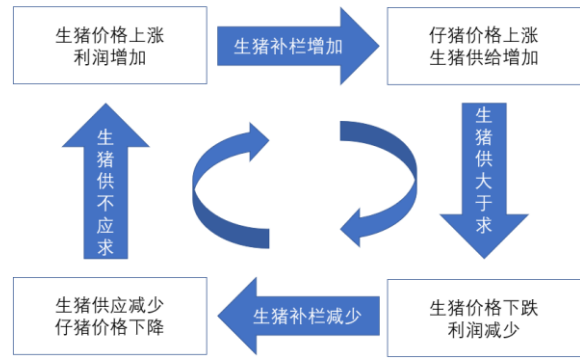 生猪价格上涨
利润增加
生猪补栏增加
仔猪价格上涨
生猪供给增加
生猪供不应求
生猪供大于求
生猪供应减少
仔猪价格下降
生猪补栏减少
生猪价格下跌
利润减少